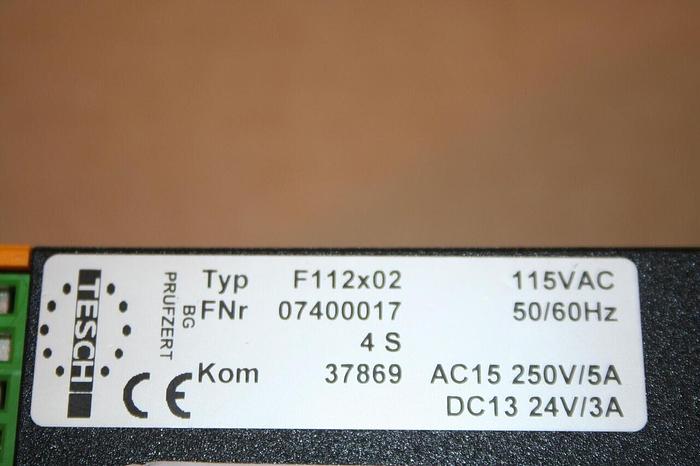 TESCH
BG
PRÜFZERT
CE
Typ F112x02 115VAC
FNr 07400017 50/60Hz
4 S
Kom 37869 AC15 250V/5A
DC13 24V/3A